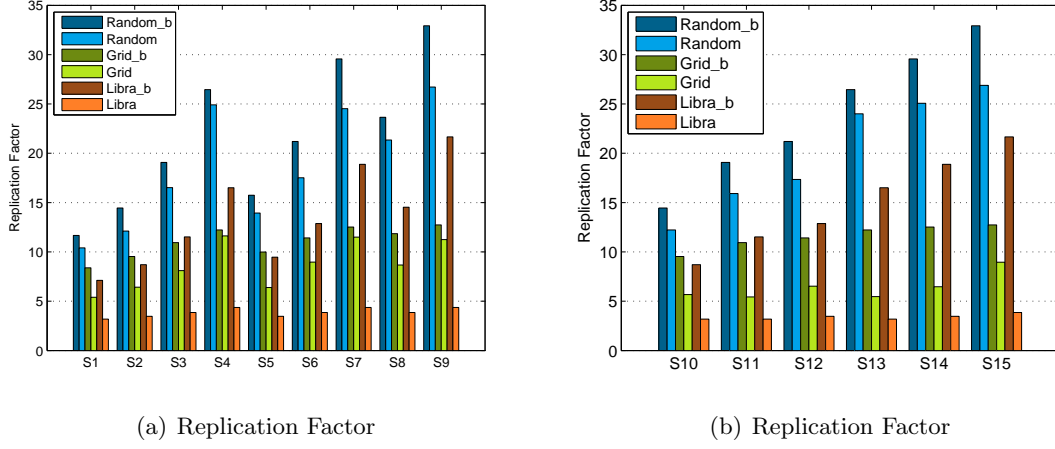 35
30
25
20
15
10
5
0
Replication Factor
Random_b
Random
Grid_b
Grid
Libra_b
Libra
S1 S2 S3 S4 S5 S6 S7 S8 S9
(a) Replication Factor
35
30
25
20
15
10
5
0
Replication Factor
Random_b
Random
Grid_b
Grid
Libra_b
Libra
S10 S11 S12 S13 S14 S15
(b) Replication Factor